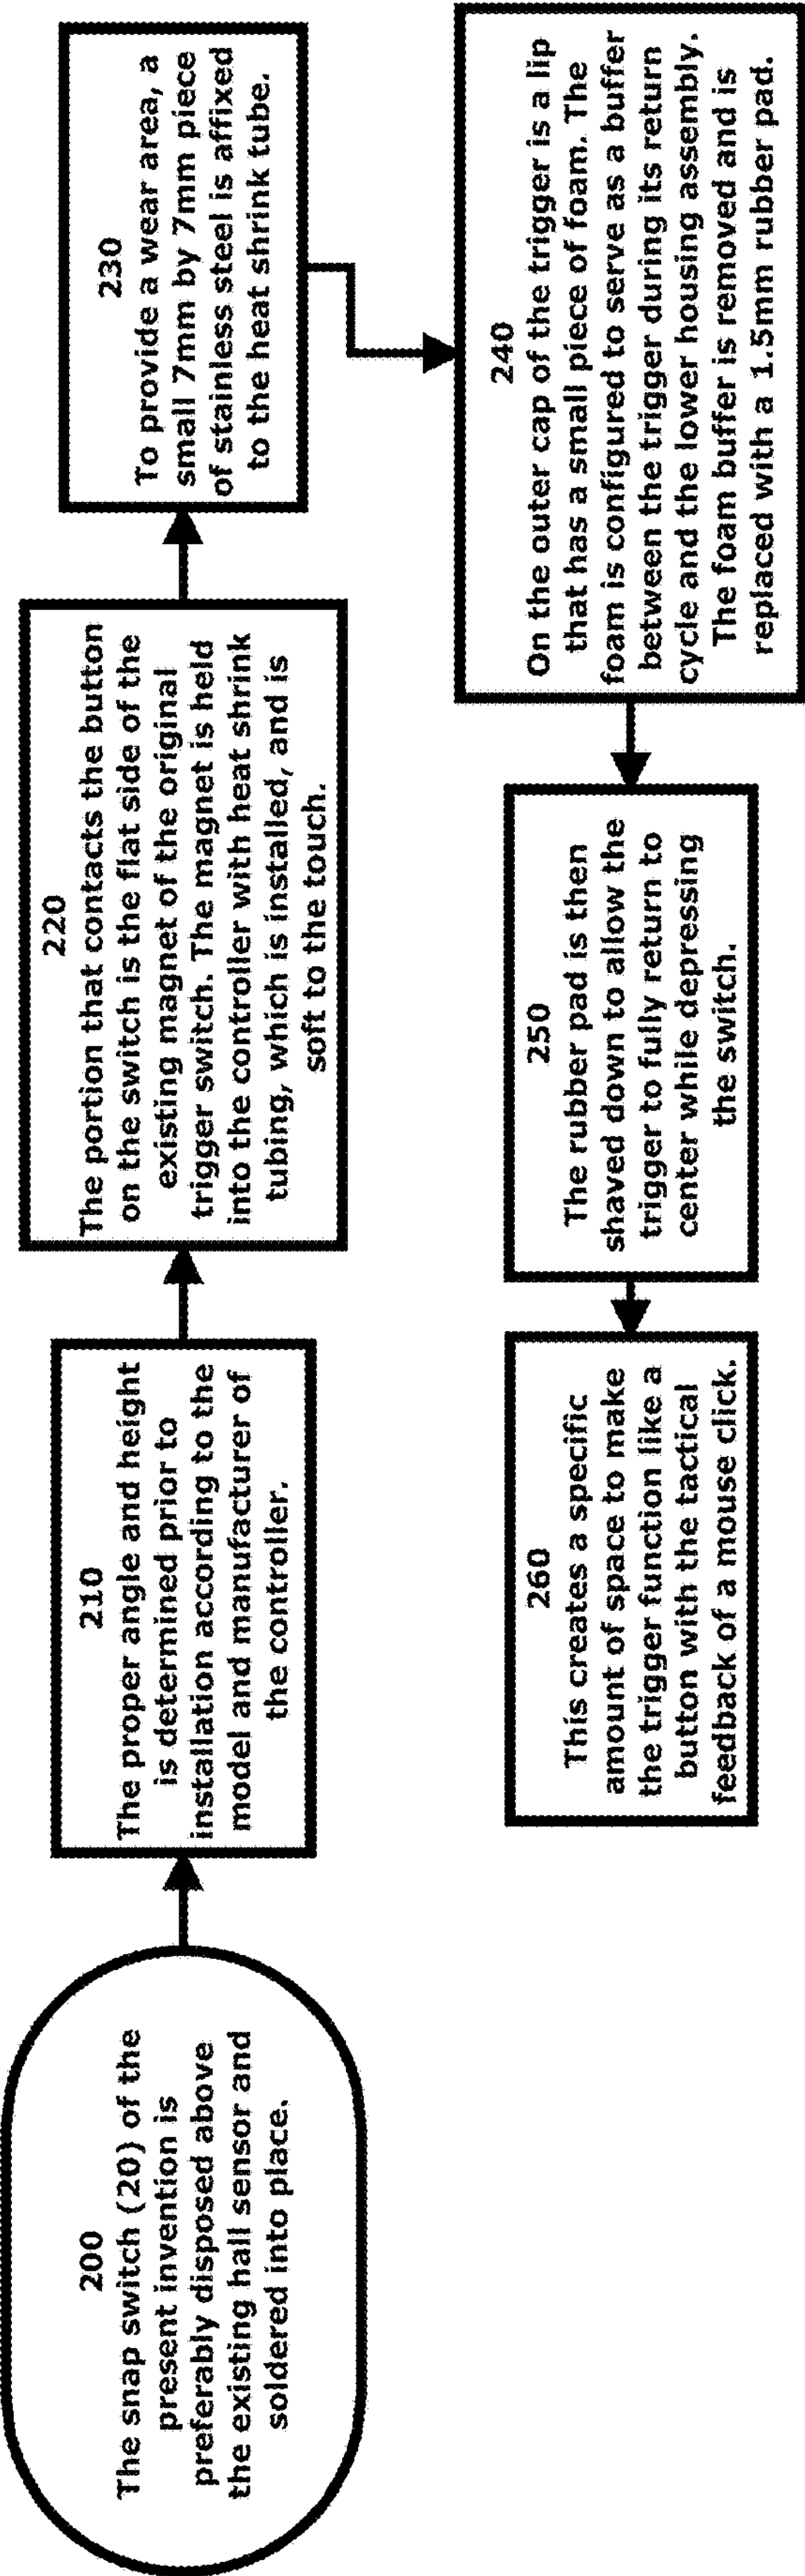 200
The snap switch (20) of the
present invention is
preferably disposed above
the existing hall sensor and
soldered into place.
210
The proper angle and height
is determined prior to
installation according to the
model and manufacturer of
the controller.
220
The portion that contacts the button
on the switch is the flat side of the
existing magnet of the original
trigger switch. The magnet is held
into the controller with heat shrink
tubing, which is installed, and is
soft to the touch.
230
To provide a wear area, a
small 7mm by 7mm piece
of stainless steel is affixed
to the heat shrink tube.
240
On the outer cap of the trigger is a lip
that has a small piece of foam. The
foam is configured to serve as a buffer
between the trigger during its return
cycle and the lower housing assembly.
The foam buffer is removed and is
replaced with a 1.5mm rubber pad.
250
The rubber pad is then
shaved down to allow the
trigger to fully return to
center while depressing
the switch.
260
This creates a specific
amount of space to make
the trigger function like a
button with the tactical
feedback of a mouse click.